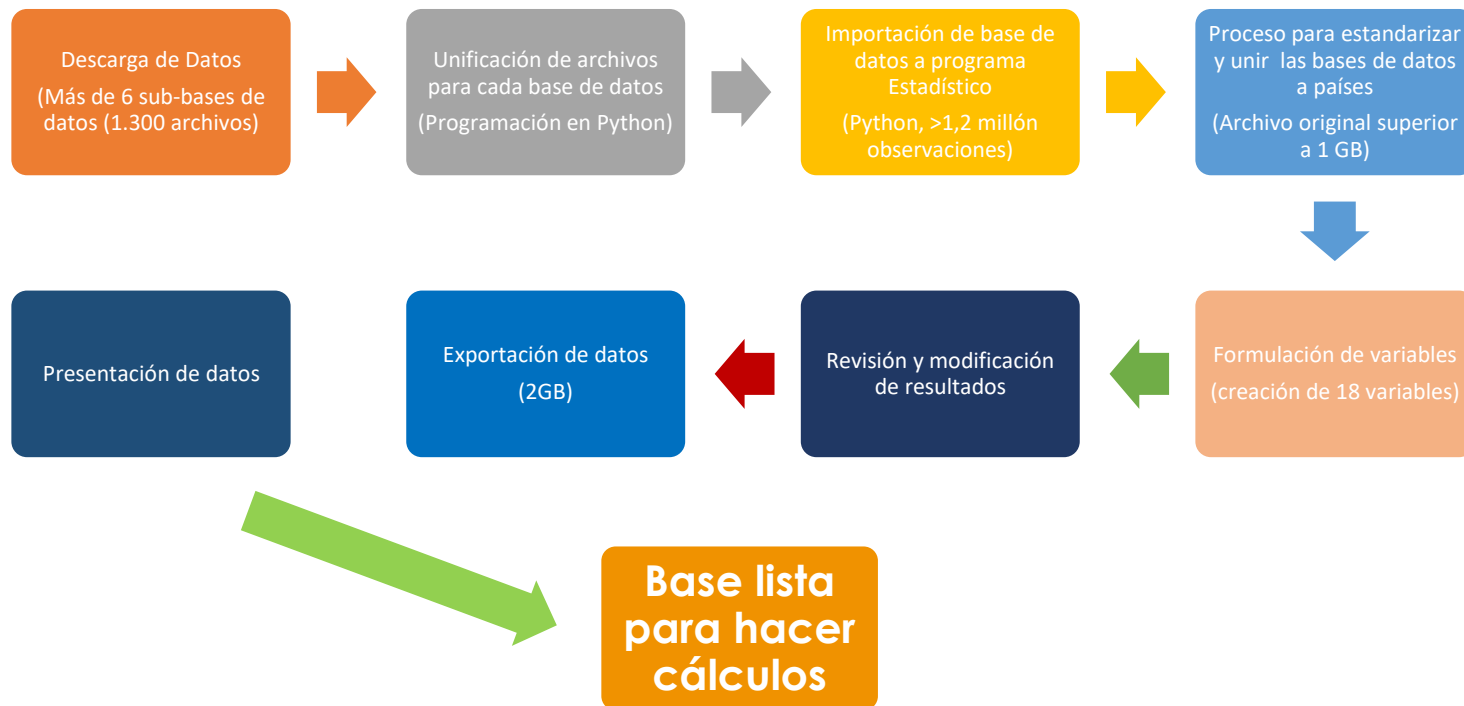 Descarga de Datos
(Más de 6 sub-bases de
datos (1.300 archivos)
Unificación de archivos
para cada base de datos
(Programación en Python)
Importación de base de
datos a programa
Estadístico
(Python, >1,2 millón
observaciones)
Proceso para estandarizar
y unir las bases de datos
a países
(Archivo original superior
a 1 GB)
Formulación de variables
(creación de 18 variables)
Revisión y modificación
de resultados
Exportación de datos
(2GB)
Presentación de datos
Base lista
para hacer
cálculos